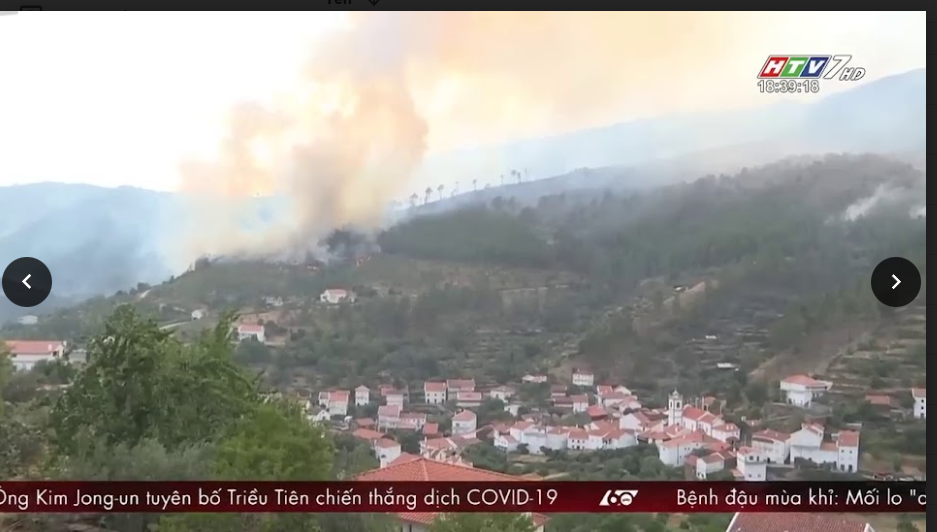 HTV7 HD
18:39:18
Ông Kim Jong-un tuyên bố Triều Tiên chiến thắng dịch COVID-19 60 Bệnh đậu mùa khỉ: Mối lo "